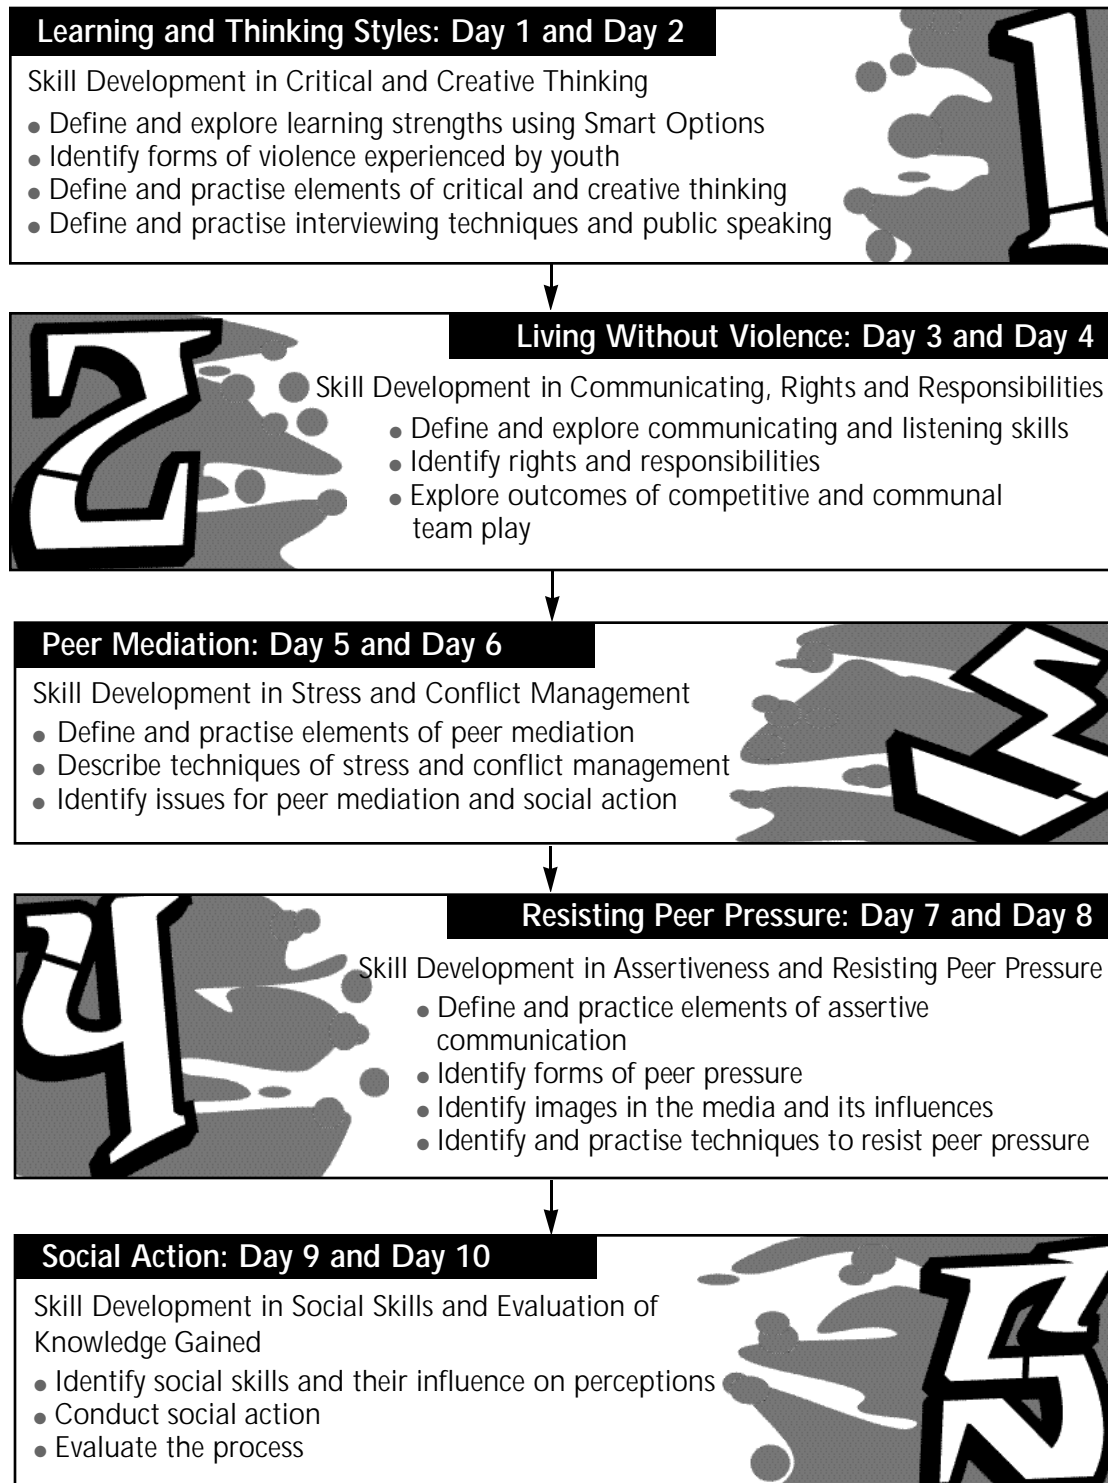 Learning and Thinking Styles: Day 1 and Day 2
Skill Development in Critical and Creative Thinking
● Define and explore learning strengths using Smart Options
● Identify forms of violence experienced by youth
● Define and practise elements of critical and creative thinking
● Define and practise interviewing techniques and public speaking
1
2
Living Without Violence: Day 3 and Day 4
Skill Development in Communicating, Rights and Responsibilities
● Define and explore communicating and listening skills
● Identify rights and responsibilities
● Explore outcomes of competitive and communal
team play
Peer Mediation: Day 5 and Day 6
Skill Development in Stress and Conflict Management
● Define and practise elements of peer mediation
● Describe techniques of stress and conflict management
● Identify issues for peer mediation and social action
3
4
Resisting Peer Pressure: Day 7 and Day 8
Skill Development in Assertiveness and Resisting Peer Pressure
● Define and practice elements of assertive
communication
● Identify forms of peer pressure
● Identify images in the media and its influences
● Identify and practise techniques to resist peer pressure
Social Action: Day 9 and Day 10
Skill Development in Social Skills and Evaluation of
Knowledge Gained
● Identify social skills and their influence on perceptions
● Conduct social action
● Evaluate the process
5